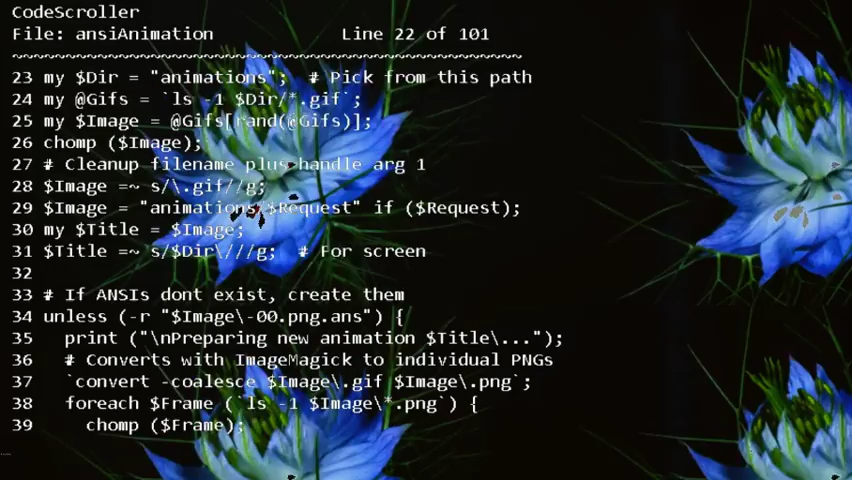 CodeScroller
File: ansiAnimation Line 22 of 101
~~~~~~~~~~~~~~~~~~~~~~~~~~~~~~~~~~~~~~~~~~~~~~~~
23 my $Dir = "animations";  # Pick from this path
24 my @Gifs = `ls -1 $Dir/*.gif`;
25 my $Image = @Gifs[rand(@Gifs)];
26 chomp ($Image);
27 # Cleanup filename plus handle arg 1
28 $Image =~ s/\.gif//g;
29 $Image = "animations/$Request" if ($Request);
30 my $Title = $Image;
31 $Title =~ s/$Dir\///g;  # For screen
32
33 # If ANSIs dont exist, create them
34 unless (-r "$Image\-00.png.ans") {
35   print ("\nPreparing new animation $Title\...");
36   # Converts with ImageMagick to individual PNGs
37   `convert -coalesce $Image\.gif $Image\.png`;
38   foreach $Frame (`ls -1 $Image\*.png`) {
39     chomp ($Frame);